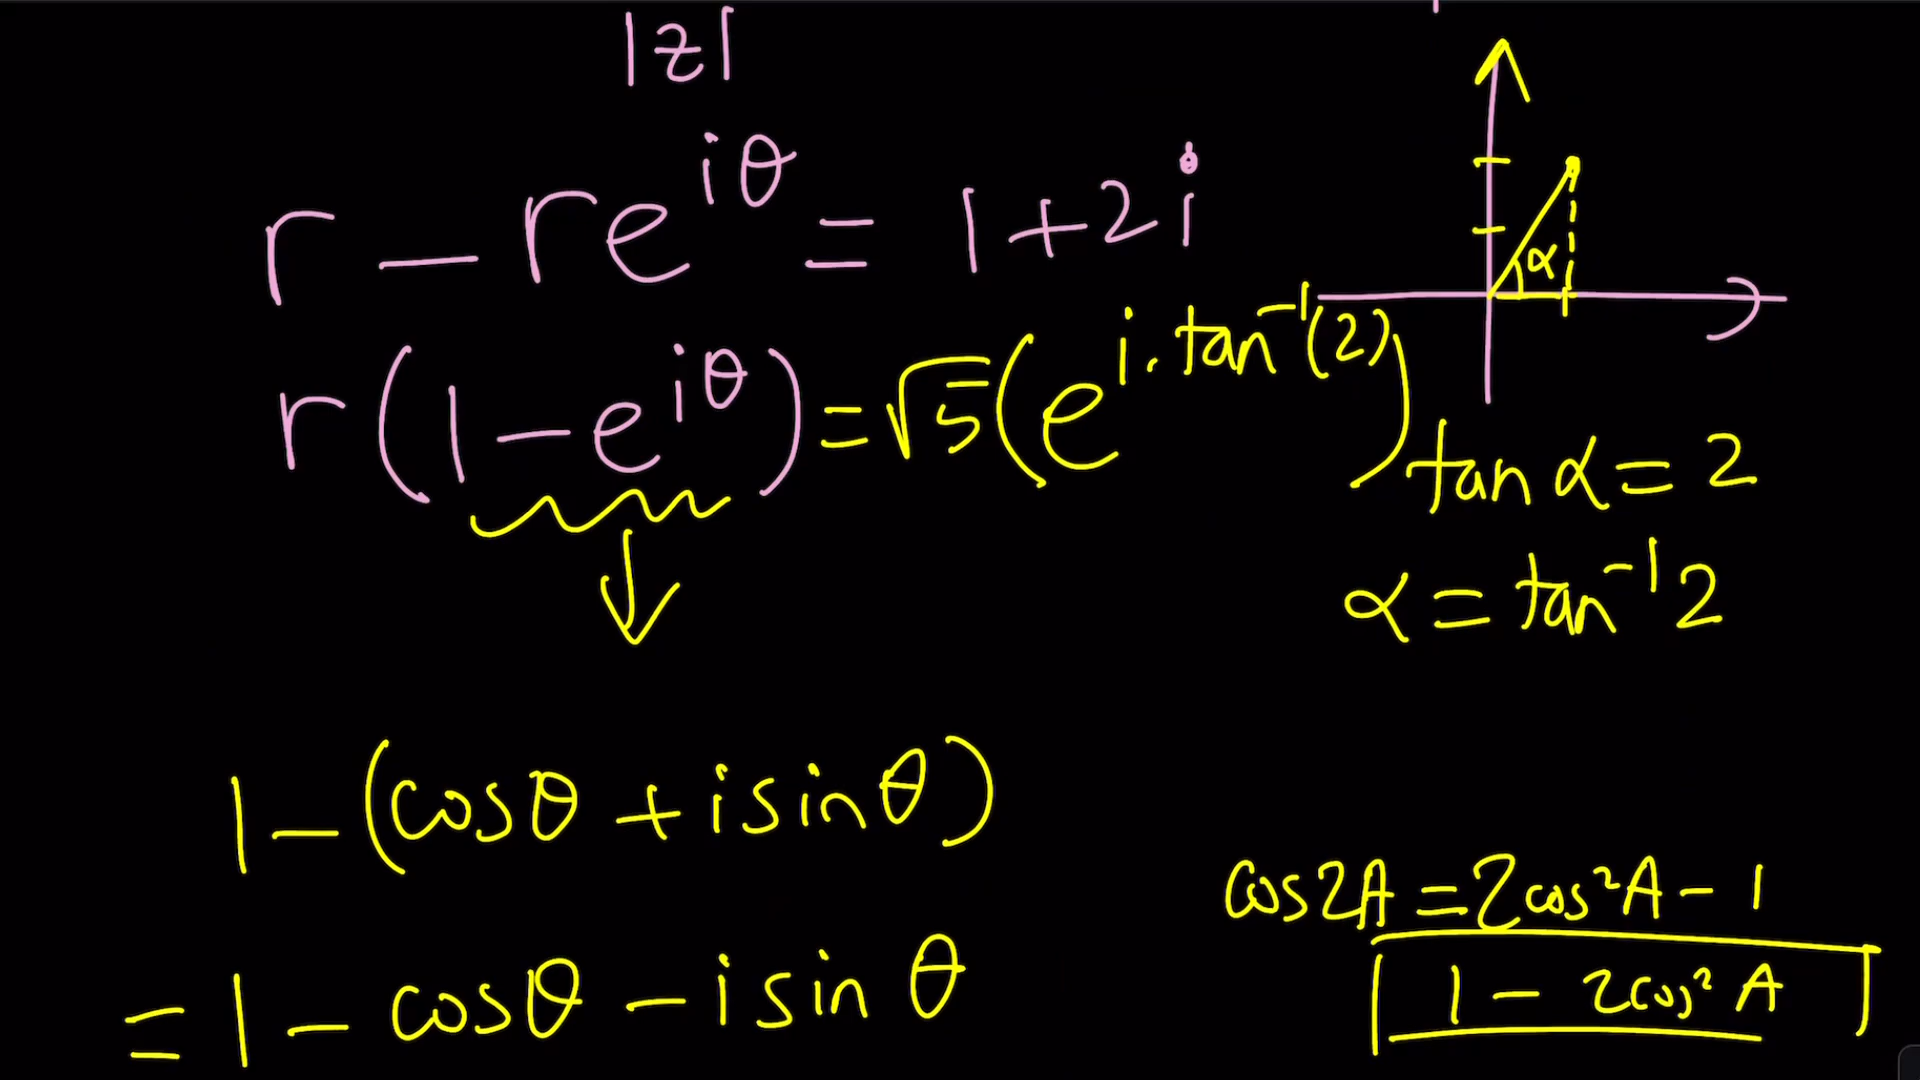 |z|
r − re^{iθ} = 1 + 2i
α
r(1 − e^{iθ}) = √5(e^{i·tan⁻¹(2)})
tan α = 2
α = tan⁻¹2
1 − (cosθ + isinθ)
cos2A = 2cos²A − 1
= 1 − cosθ − isinθ
1 − 2cos²A